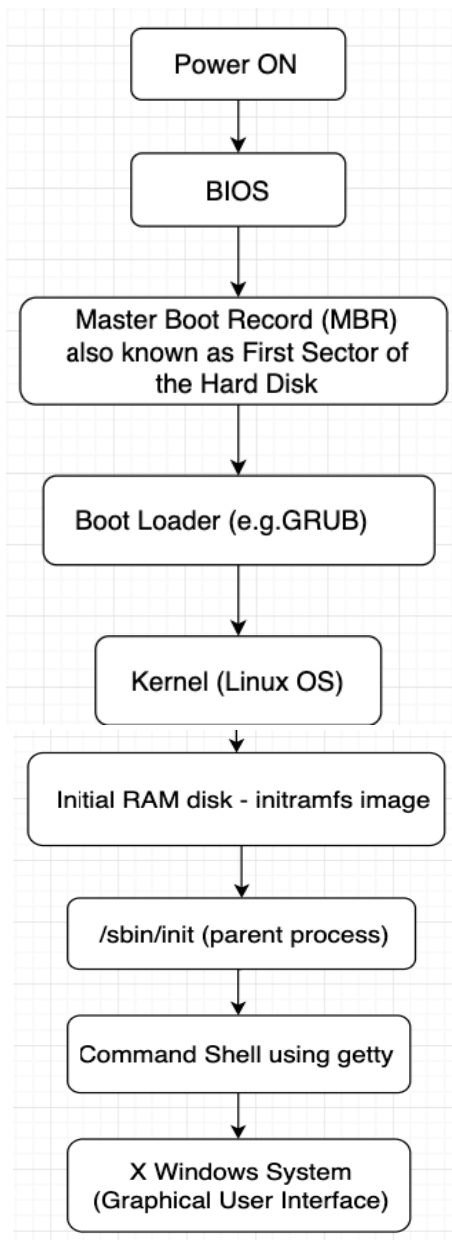 Power ON
BIOS
Master Boot Record (MBR)
also known as First Sector of
the Hard Disk
Boot Loader (e.g.GRUB)
Kernel (Linux OS)
Initial RAM disk - initramfs image
/sbin/init (parent process)
Command Shell using getty
X Windows System
(Graphical User Interface)